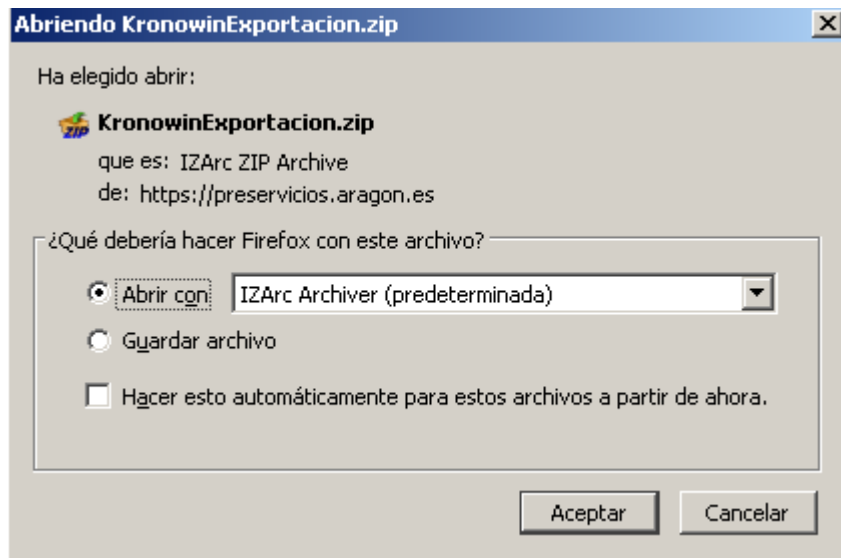 Abriendo KronowinExportacion.zip
Ha elegido abrir:
ZIP
KronowinExportacion.zip
que es: IZArc ZIP Archive
de: https://preservicios.aragon.es
¿Qué debería hacer Firefox con este archivo?
Abrir con IZArc Archiver (predeterminada)
Guardar archivo
Hacer esto automáticamente para estos archivos a partir de ahora.
Aceptar Cancelar